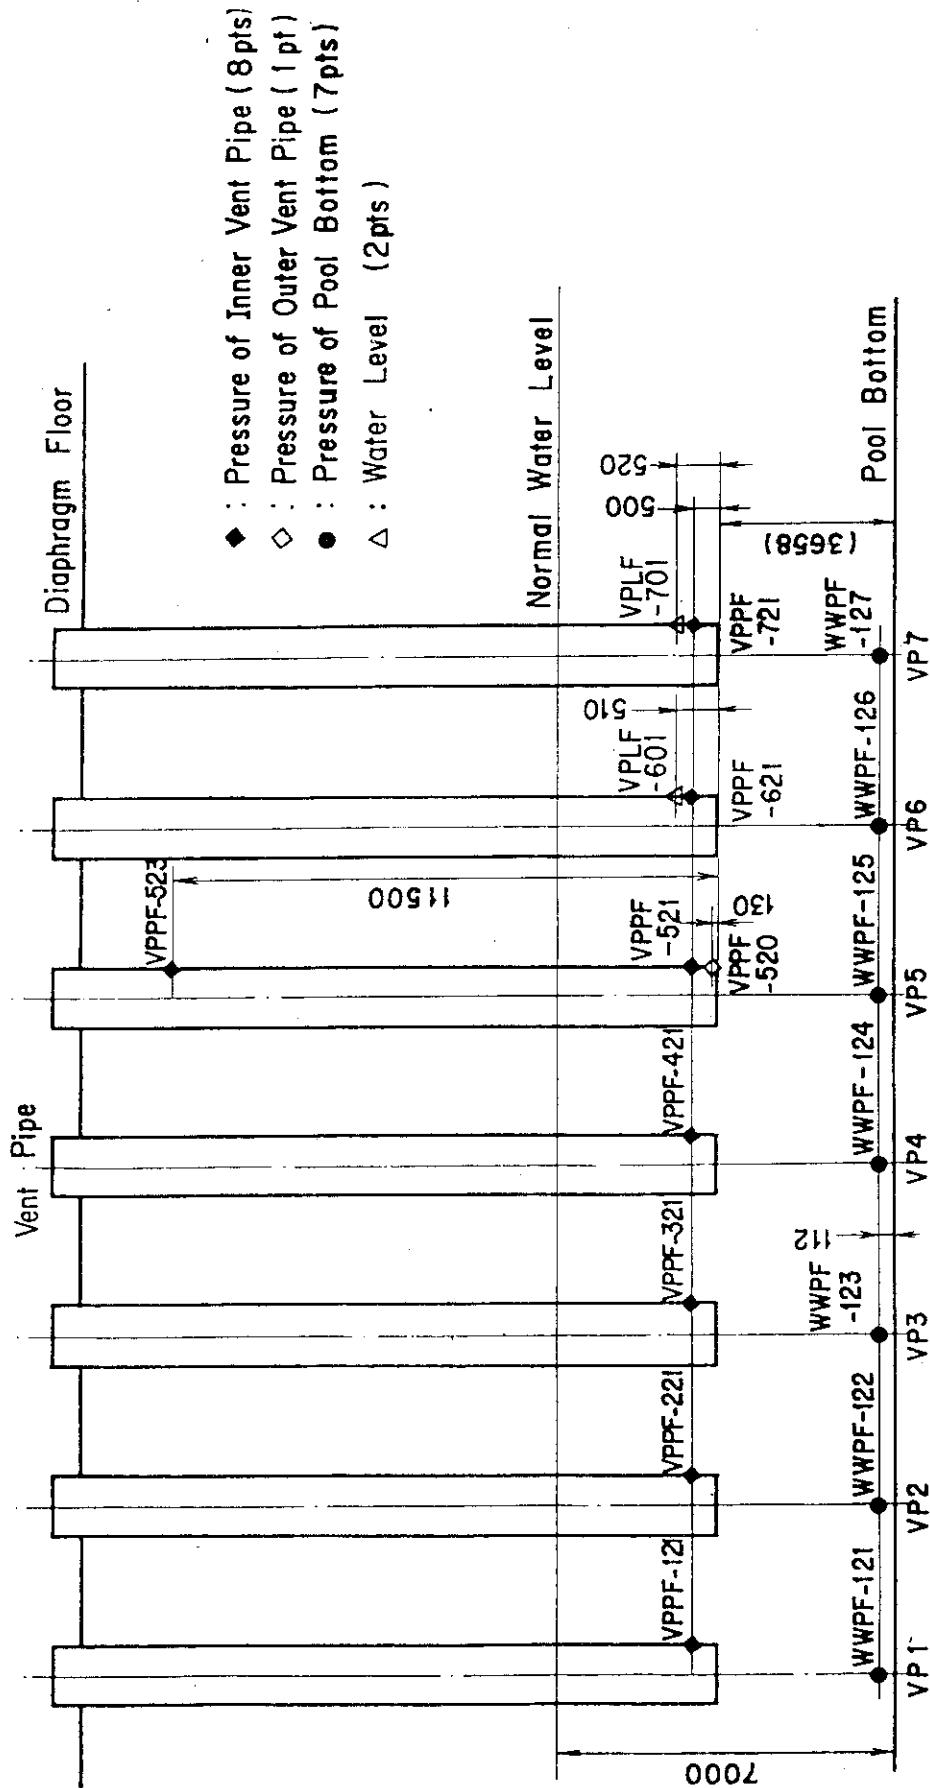 Vent Pipe
Diaphragm Floor
◆ : Pressure of Inner Vent Pipe (8pts)
◇ : Pressure of Outer Vent Pipe (1pt)
● : Pressure of Pool Bottom (7pts)
△ : Water Level (2pts)
VPPF-523
11500
Normal Water Level
VPPF-121
VPPF-221
VPPF-321
VPPF-421
VPPF
-521
VPPF
-520
130
VPLF
-601
510
VPPF
-621
VPLF
-701
500
520
VPPF
-721
(3658)
7000
WWPF-121
WWPF-122
WWPF
-123
112
WWPF-124
WWPF-125
WWPF-126
WWPF
-127
Pool Bottom
VP1
VP2
VP3
VP4
VP5
VP6
VP7